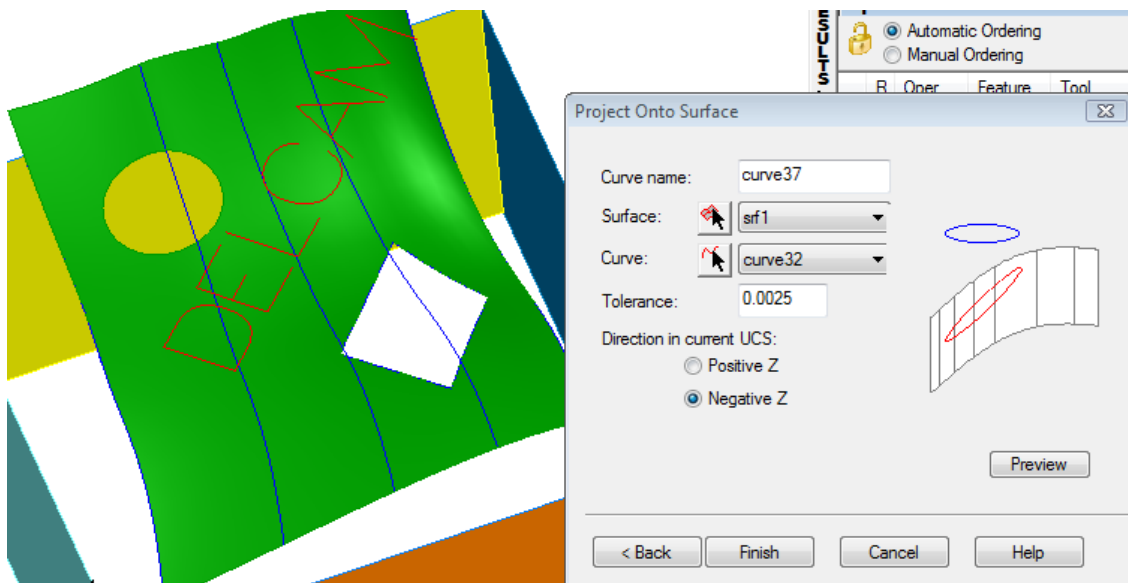 DELCAM
ESULTS
Automatic Ordering
Manual Ordering
R Oper Feature Tool
Project Onto Surface
Curve name: curve37
Surface: srf1
Curve: curve32
Tolerance: 0.0025
Direction in current UCS:
Positive Z
Negative Z
Preview
< Back Finish Cancel Help